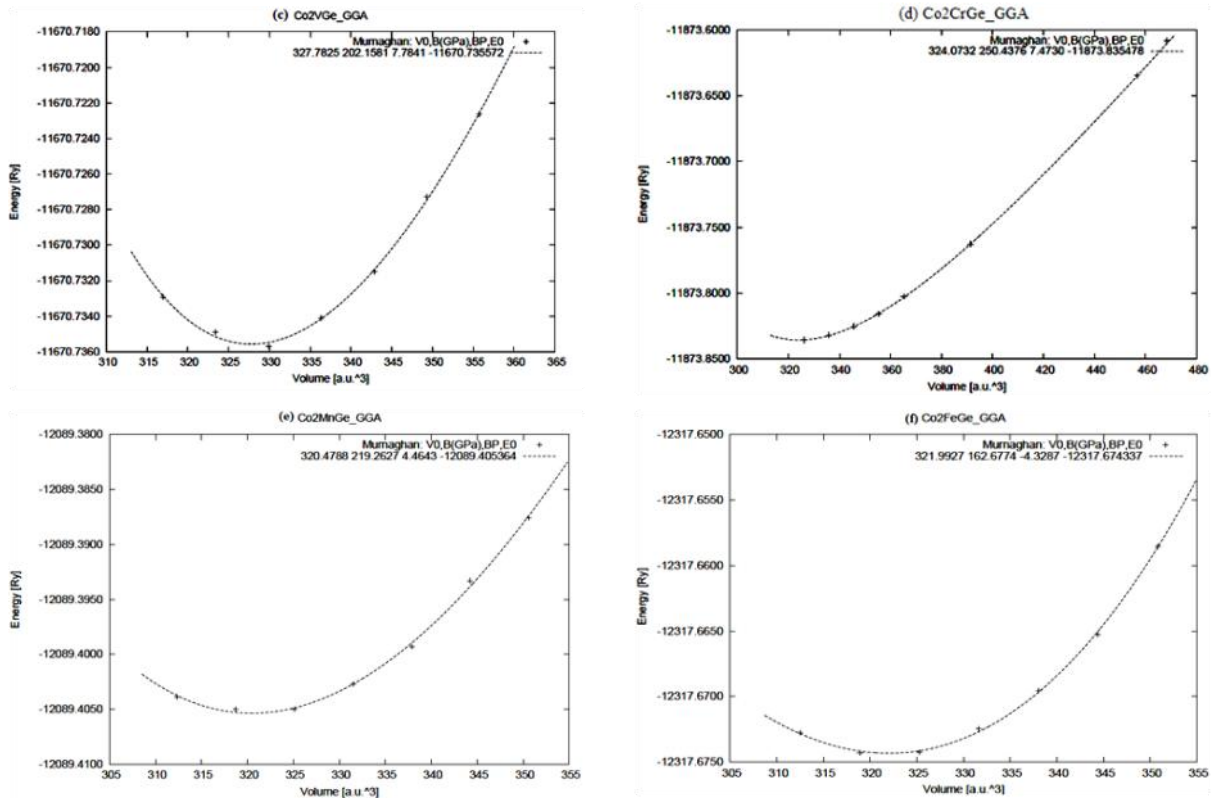 (c) Co2VGe_GGA
Murnaghan: V0,B(GPa),BP,E0
327.7825 202.1581 7.7841 -11670.735572
-11670.7180
-11670.7200
-11670.7220
-11670.7240
-11670.7260
-11670.7280
-11670.7300
-11670.7320
-11670.7340
-11670.7360
Energy [Ry]
310 315 320 325 330 335 340 345 350 355 360 365
Volume [a.u.^3]
(d) Co2CrGe_GGA
Murnaghan: V0,B(GPa),BP,E0
324.0732 250.4376 7.4730 -11873.835478
-11873.6000
-11873.6500
-11873.7000
-11873.7500
-11873.8000
-11873.8500
Energy [Ry]
300 320 340 360 380 400 420 440 460 480
Volume [a.u.^3]
(e) Co2MnGe_GGA
Murnaghan: V0,B(GPa),BP,E0
320.4788 219.2627 4.4643 -12089.405364
-12089.3800
-12089.3850
-12089.3900
-12089.3950
-12089.4000
-12089.4050
-12089.4100
Energy [Ry]
305 310 315 320 325 330 335 340 345 350 355
Volume [a.u.^3]
(f) Co2FeGe_GGA
Murnaghan: V0,B(GPa),BP,E0
321.9927 162.6774 -4.3287 -12317.674337
-12317.6500
-12317.6550
-12317.6600
-12317.6650
-12317.6700
-12317.6750
Energy [Ry]
305 310 315 320 325 330 335 340 345 350 355
Volume [a.u.^3]